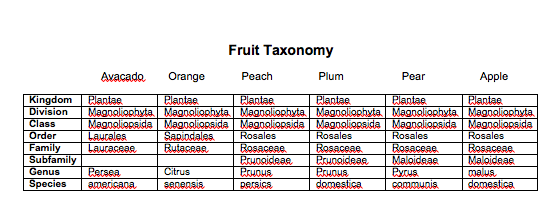 Fruit Taxonomy
Avacado Orange Peach Plum Pear Apple
Kingdom Plantae Plantae Plantae Plantae Plantae Plantae
Division Magnoliophyta Magnoliophyta Magnoliophyta Magnoliophyta Magnoliophyta Magnoliophyta
Class Magnoliopsida Magnoliopsida Magnoliopsida Magnoliopsida Magnoliopsida Magnoliopsida
Order Laurales Sapindales Rosales Rosales Rosales Rosales
Family Lauraceae Rutaceae Rosaceae Rosaceae Rosaceae Rosaceae
Subfamily Prunoideae Prunoideae Maloideae Maloideae
Genus Persea Citrus Prunus Prunus Pyrus malus
Species americana senensis persics domestica communis domestica